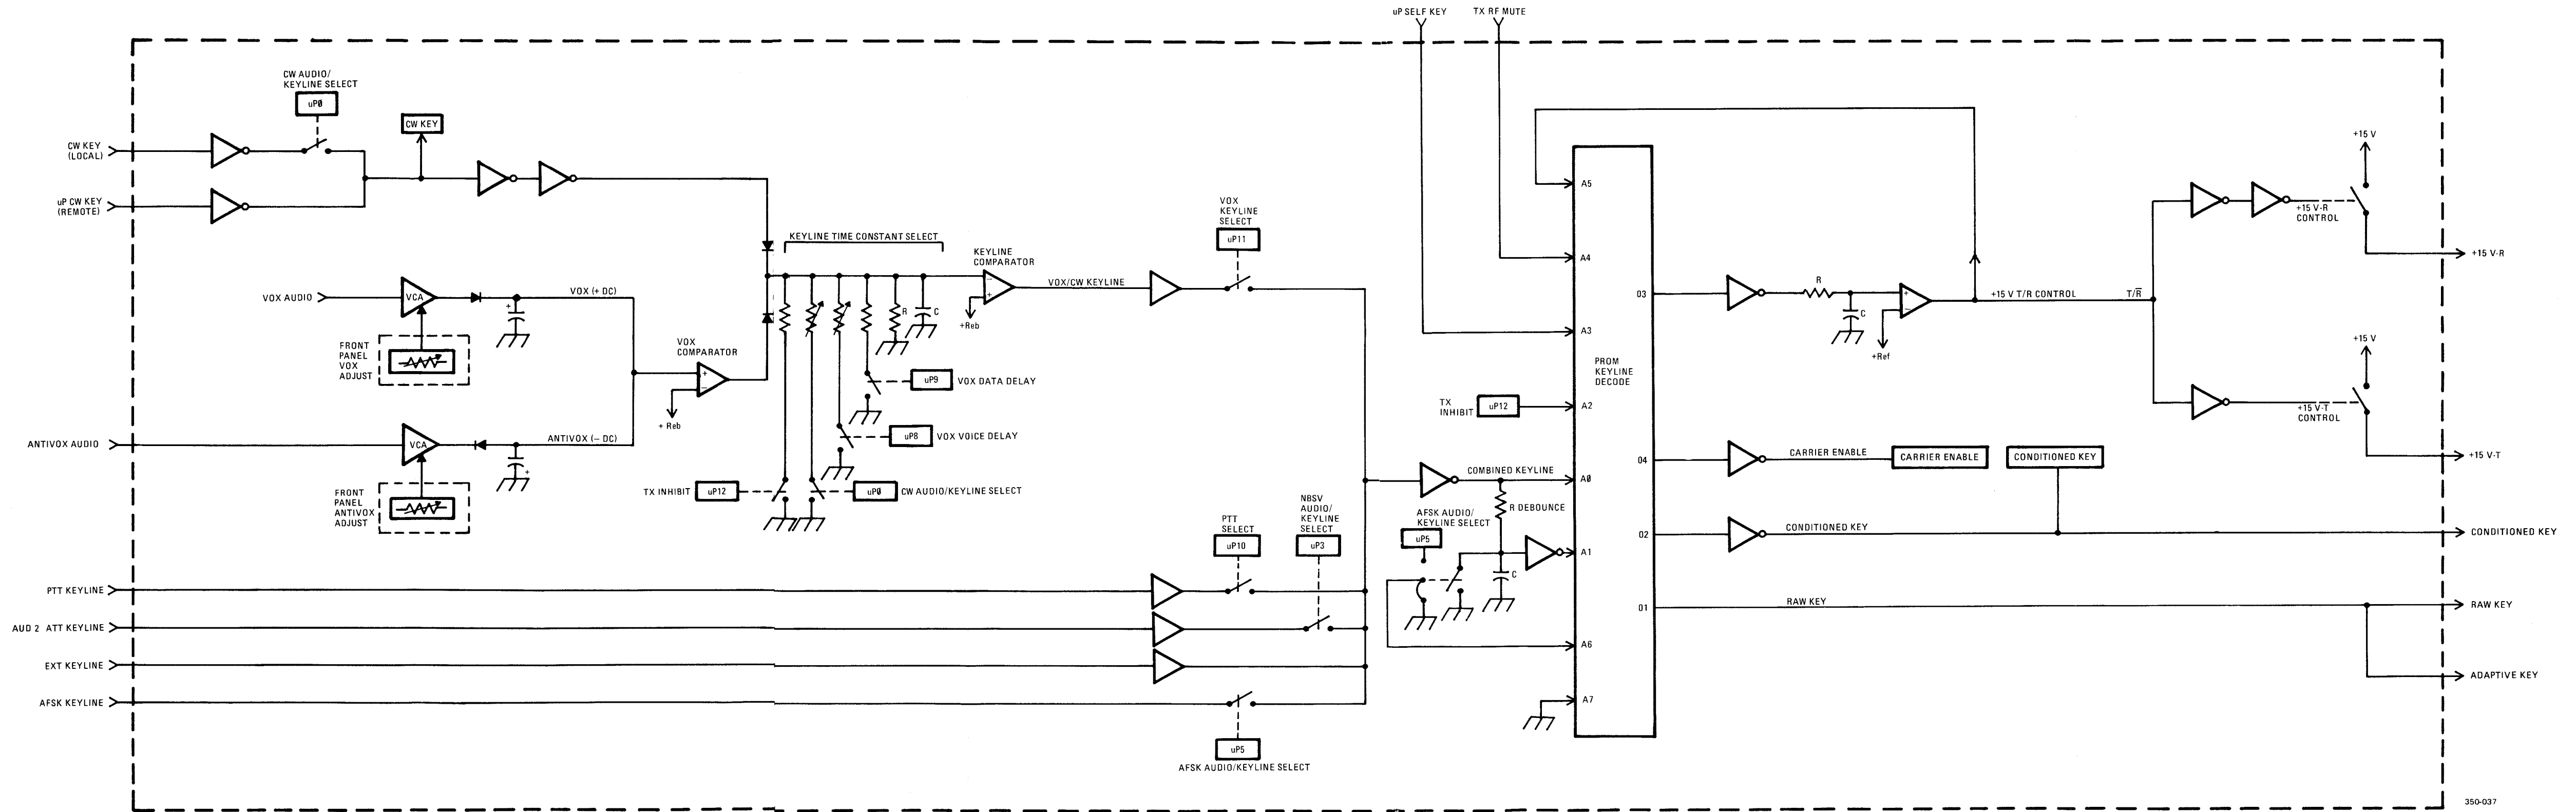 uP SELF KEY
TX RF MUTE
CW AUDIO/
KEYLINE SELECT
uPØ
CW KEY
CW KEY
(LOCAL)
uP CW KEY
(REMOTE)
VOX AUDIO
VCA
VOX (+ DC)
+
FRONT
PANEL
VOX
ADJUST
ANTIVOX AUDIO
VCA
ANTIVOX (– DC)
+
FRONT
PANEL
ANTIVOX
ADJUST
VOX
COMPARATOR
+
–
+ Reb
KEYLINE TIME CONSTANT SELECT
R
C
KEYLINE
COMPARATOR
–
+
+Reb
VOX/CW KEYLINE
VOX
KEYLINE
SELECT
uP11
uP9
VOX DATA DELAY
uP8
VOX VOICE DELAY
TX INHIBIT
uP12
uPØ
CW AUDIO/KEYLINE SELECT
PTT
SELECT
uP10
NBSV
AUDIO/
KEYLINE
SELECT
uP3
PTT KEYLINE
AUD 2 ATT KEYLINE
EXT KEYLINE
AFSK KEYLINE
uP5
AFSK AUDIO/KEYLINE SELECT
COMBINED KEYLINE
R DEBOUNCE
AFSK AUDIO/
KEYLINE SELECT
uP5
C
TX
INHIBIT
uP12
A5
A4
A3
A2
AØ
A1
A6
A7
PROM
KEYLINE
DECODE
03
04
02
01
R
C
+
–
+Ref
+15 V T/R CONTROL
T/R̅
+15 V
+15 V-R
CONTROL
+15 V-R
+15 V
+15 V-T
CONTROL
+15 V-T
CARRIER ENABLE
CARRIER ENABLE
CONDITIONED KEY
CONDITIONED KEY
CONDITIONED KEY
RAW KEY
RAW KEY
ADAPTIVE KEY
350-037